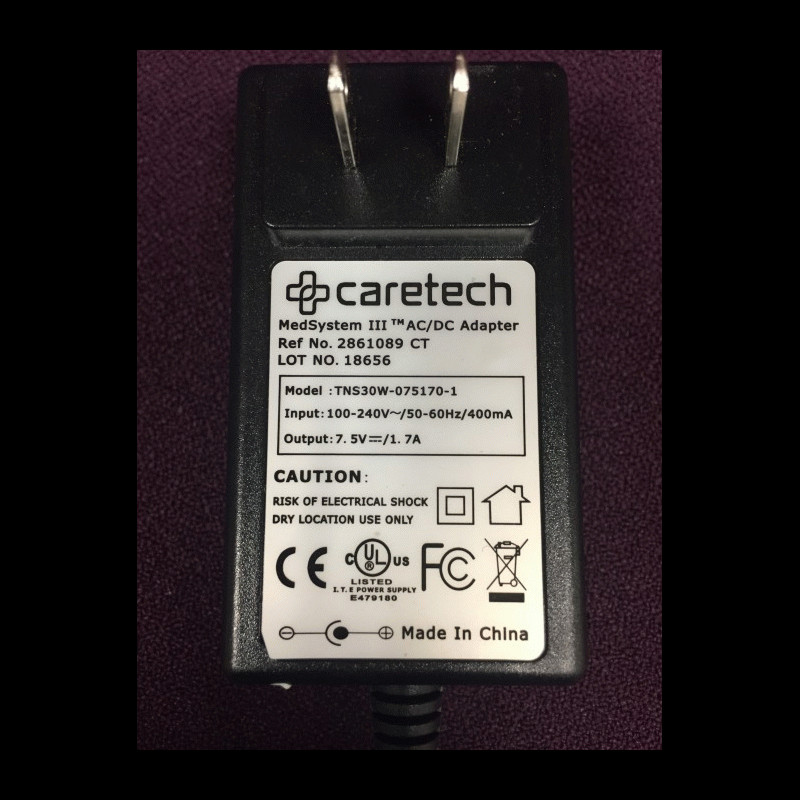 caretech
MedSystem III™ AC/DC Adapter
Ref No. 2861089 CT
LOT NO. 18656
Model :TNS30W-075170-1
Input:100-240V～/50-60Hz/400mA
Output:7.5V⎓/1.7A
CAUTION:
RISK OF ELECTRICAL SHOCK
DRY LOCATION USE ONLY
CE C UL ® US FC
LISTED
I.T.E POWER SUPPLY
E479180
Made In China